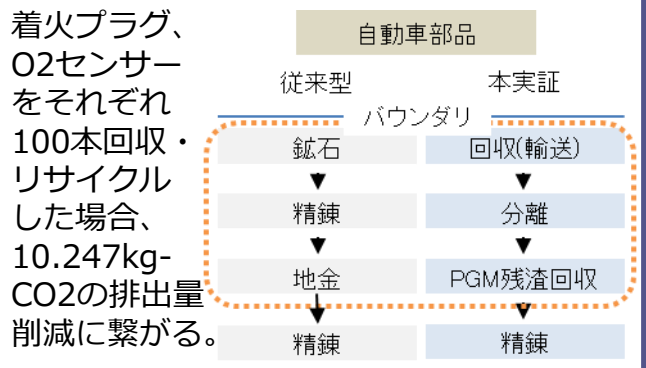 着火プラグ、
O2センサー
をそれぞれ
100本回収・
リサイクル
した場合、
10.247kg-
CO2の排出量
削減に繋がる。
自動車部品
従来型
本実証
バウンダリ
鉱石
回収(輸送)
精錬
分離
地金
PGM残渣回収
精錬
精錬